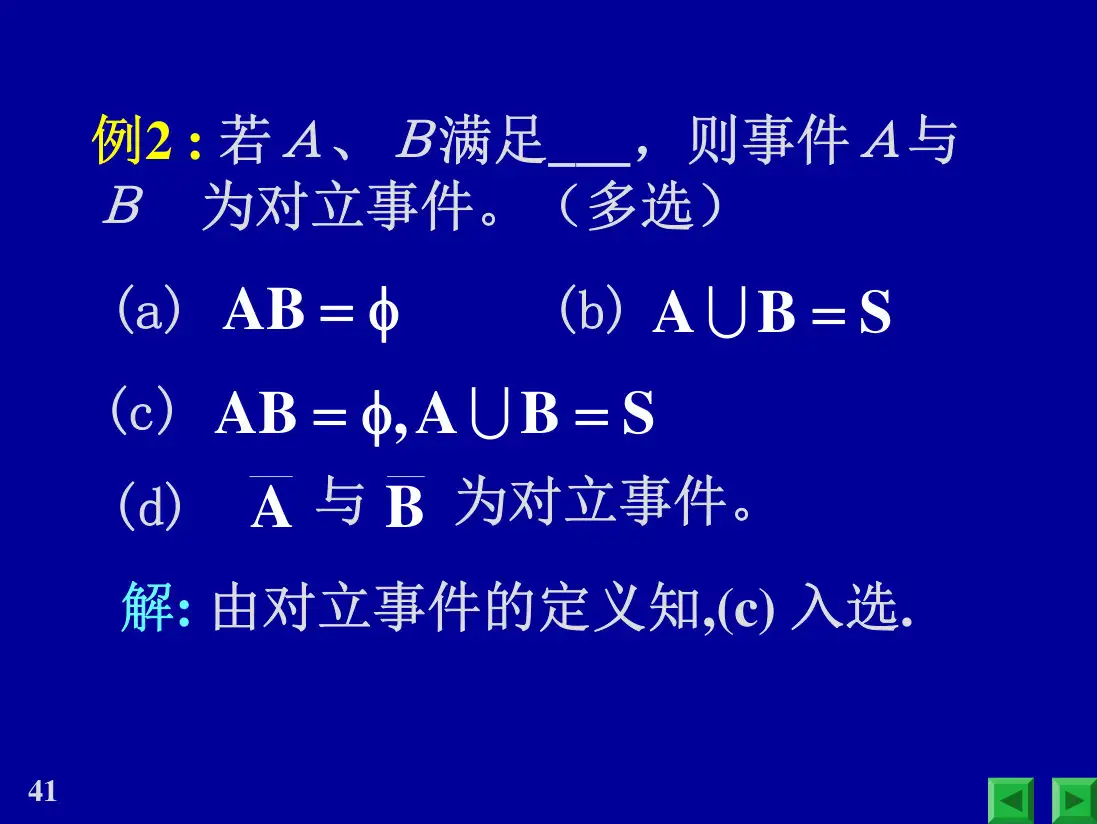 例2 : 若 A 、 B 满足___，则事件 A 与
B 为对立事件。（多选）
(a) AB = ϕ (b) A ⋃ B = S
(c) AB = ϕ, A ⋃ B = S
(d) A̅ 与 B̅ 为对立事件。
解: 由对立事件的定义知,(c) 入选.
41